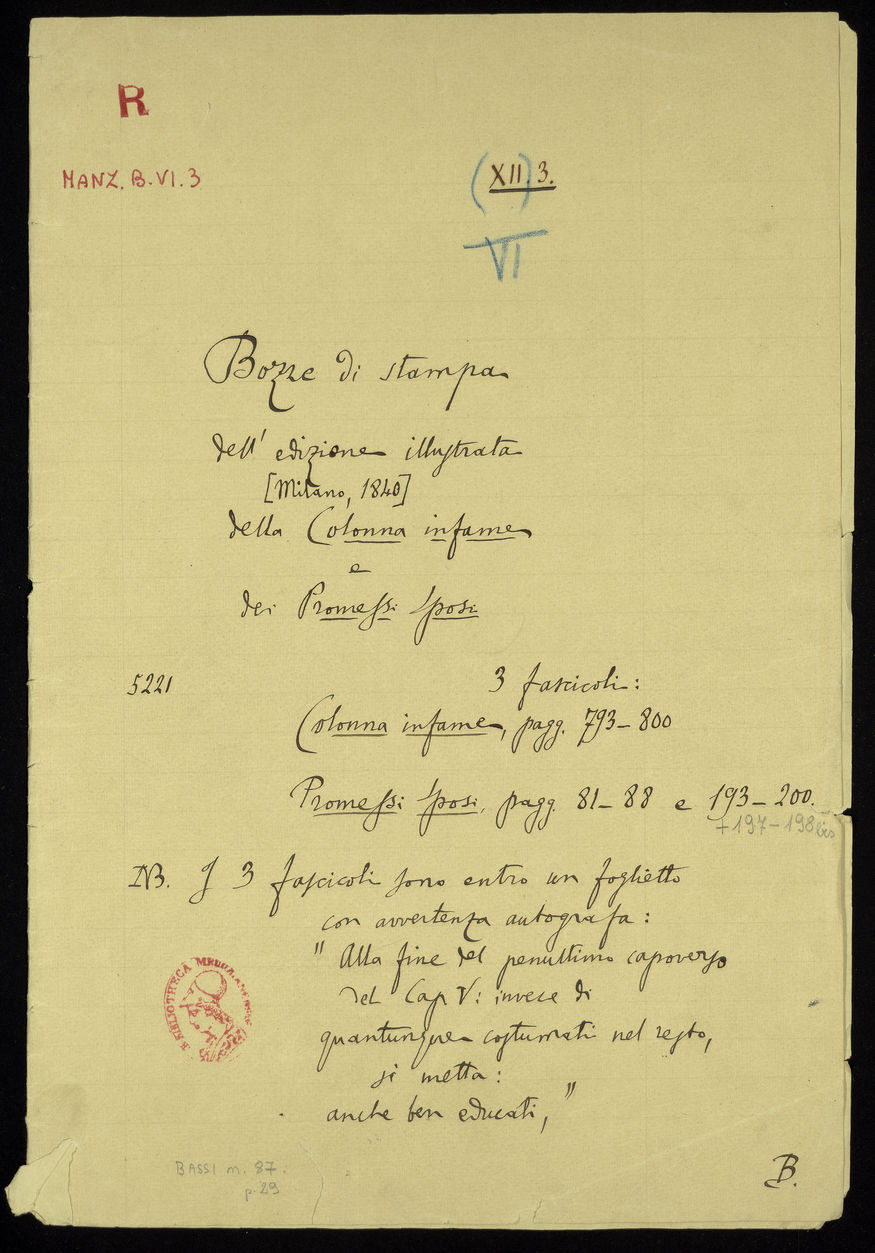 R
MANZ. B. VI. 3
(XII). 3.
VI
Bozze di stampa
dell' edizione illustrata
[Milano, 1840]
della Colonna infame
e
dei Promessi Sposi
5221
3 fascicoli:
Colonna infame, pagg. 793–800
Promessi Sposi, pagg. 81–88 e 193–200.
+ 197–198 bis
NB. I 3 fascicoli sono entro un foglietto
con avvertenza autografa:
" Alla fine del penultimo capoverso
del Cap V: invece di
quantunque costumati nel resto,
si metta:
anche ben educati, "
B. BIBLIOTHECA
BASSI n. 87.
p. 29
B.